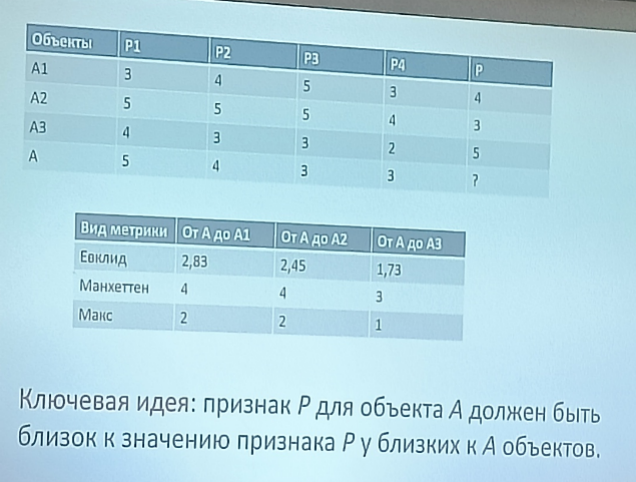 Объекты P1 P2 P3 P4 P
A1 3 4 5 3 4
A2 5 5 5 4 3
A3 4 3 3 2 5
A 5 4 3 3 ?
Вид метрики От A до A1 От A до A2 От A до A3
Евклид 2,83 2,45 1,73
Манхеттен 4 4 3
Макс 2 2 1
Ключевая идея: признак P для объекта A должен быть
близок к значению признака P у близких к A объектов.